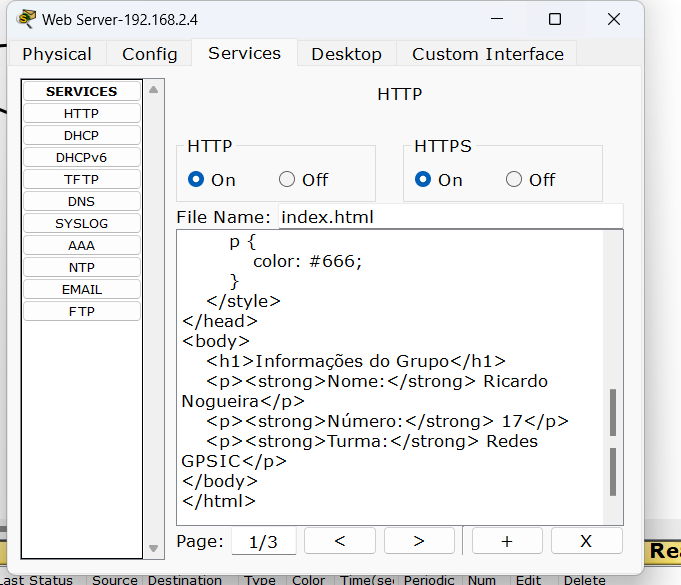 Web Server-192.168.2.4
Physical Config Services Desktop Custom Interface
SERVICES
HTTP
DHCP
DHCPv6
TFTP
DNS
SYSLOG
AAA
NTP
EMAIL
FTP
HTTP
HTTP HTTPS
On Off On Off
File Name: index.html
p {
color: #666;
}
</style>
</head>
<body>
<h1>Informações do Grupo</h1>
<p><strong>Nome:</strong> Ricardo
Nogueira</p>
<p><strong>Número:</strong> 17</p>
<p><strong>Turma:</strong> Redes
GPSIC</p>
</body>
</html>
Page: 1/3 < > + X
Last Status Source Destination Type Color Periodic Num Edit Delete